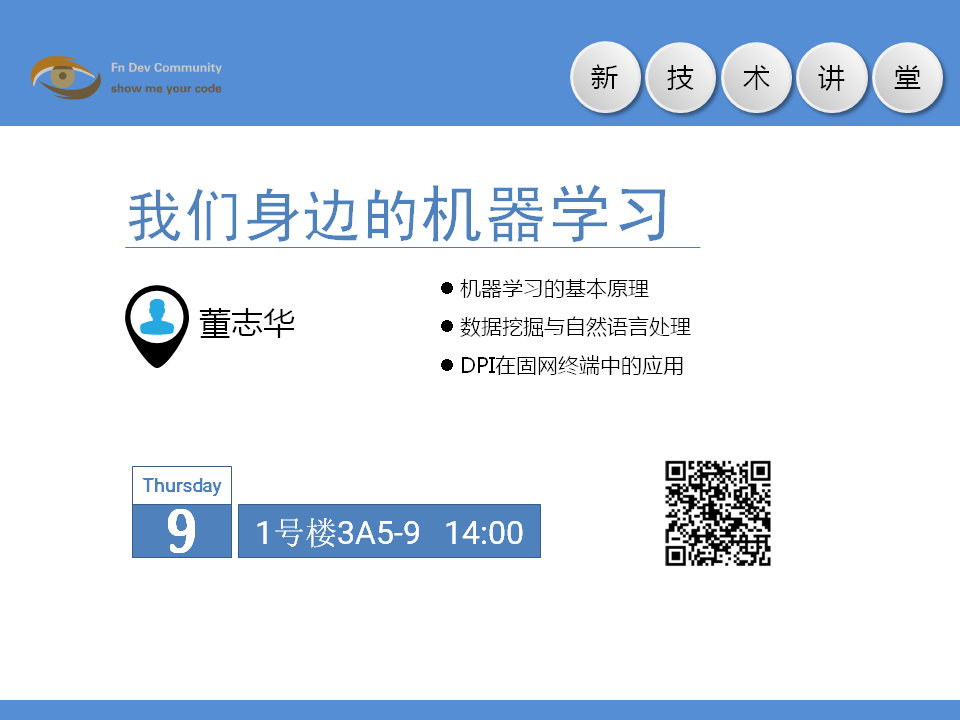 Fn Dev Community
show me your code
新技术讲堂
我们身边的机器学习
董志华
机器学习的基本原理
数据挖掘与自然语言处理
DPI在固网终端中的应用
Thursday
9
1号楼3A5-9 14:00